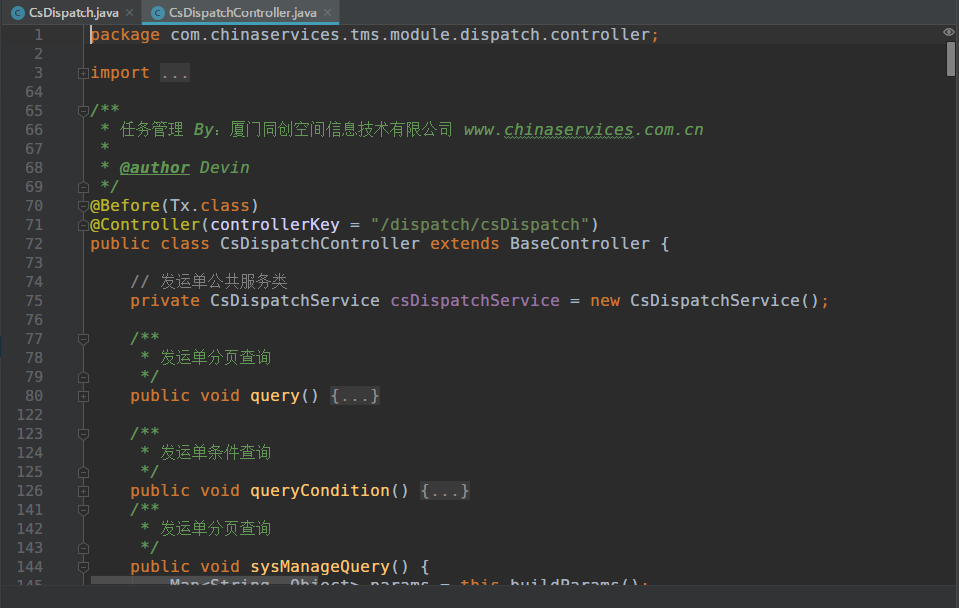 CsDispatch.java × CsDispatchController.java ×
1 package com.chinaservices.tms.module.dispatch.controller;
2
3 import ...
64
65 /**
66 * 任务管理 By：厦门同创空间信息技术有限公司 www.chinaservices.com.cn
67 *
68 * @author Devin
69 */
70 @Before(Tx.class)
71 @Controller(controllerKey = "/dispatch/csDispatch")
72 public class CsDispatchController extends BaseController {
73
74 // 发运单公共服务类
75 private CsDispatchService csDispatchService = new CsDispatchService();
76
77 /**
78 * 发运单分页查询
79 */
80 public void query() {...}
122
123 /**
124 * 发运单条件查询
125 */
126 public void queryCondition() {...}
141 /**
142 * 发运单分页查询
143 */
144 public void sysManageQuery() {
145 Map<String, Object> params = this.buildParams();